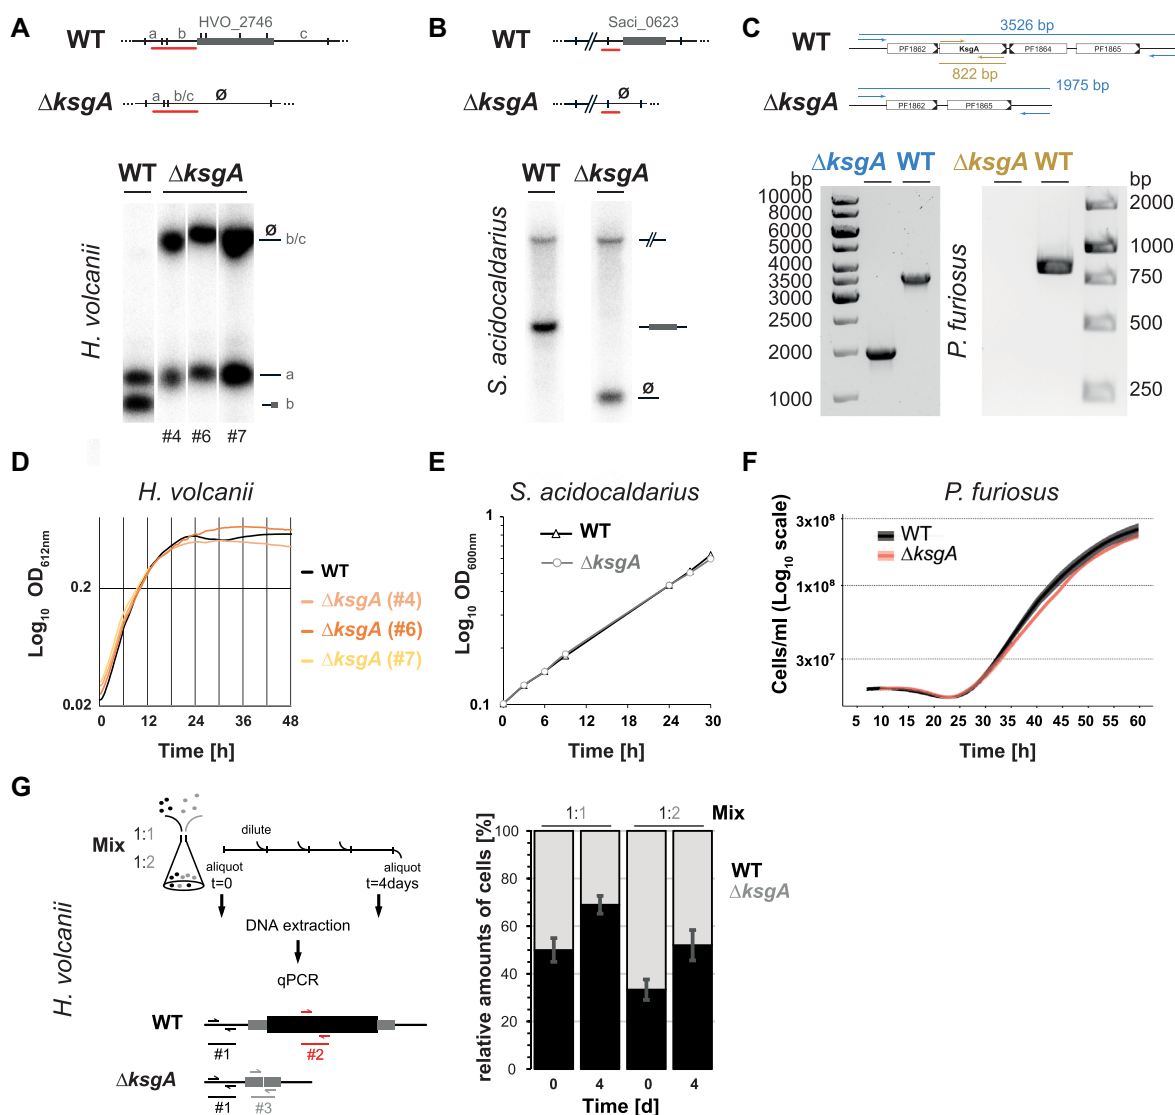 A
HVO_2746
WT
a
b
c
ΔksgA
a
b/c
Ø
WT
ΔksgA
H. volcanii
Ø
b/c
a
b
#4
#6
#7
B
Saci_0623
WT
ΔksgA
Ø
WT
ΔksgA
S. acidocaldarius
Ø
C
3526 bp
WT
PF1862
KsgA
PF1864
PF1865
822 bp
1975 bp
ΔksgA
PF1862
PF1865
ΔksgA
WT
ΔksgA
WT
bp
10000
8000
6000
5000
4000
3500
3000
2500
2000
1000
P. furiosus
bp
2000
1000
750
500
250
D
H. volcanii
Log10 OD612nm
0.2
0.02
0
12
24
36
48
Time [h]
WT
ΔksgA (#4)
ΔksgA (#6)
ΔksgA (#7)
E
S. acidocaldarius
Log10 OD600nm
1
0.1
WT
ΔksgA
0
6
12
18
24
30
Time [h]
F
P. furiosus
Cells/ml (Log10 scale)
3x10⁸
1x10⁸
3x10⁷
WT
ΔksgA
5 10 15 20 25 30 35 40 45 50 55 60
Time [h]
G
H. volcanii
Mix
1:1
1:2
dilute
aliquot
t=0
aliquot
t=4days
DNA extraction
qPCR
WT
#1
#2
ΔksgA
#1
#3
1:1
1:2
Mix
relative amounts of cells [%]
100
80
60
40
20
0
WT
ΔksgA
0
4
0
4
Time [d]